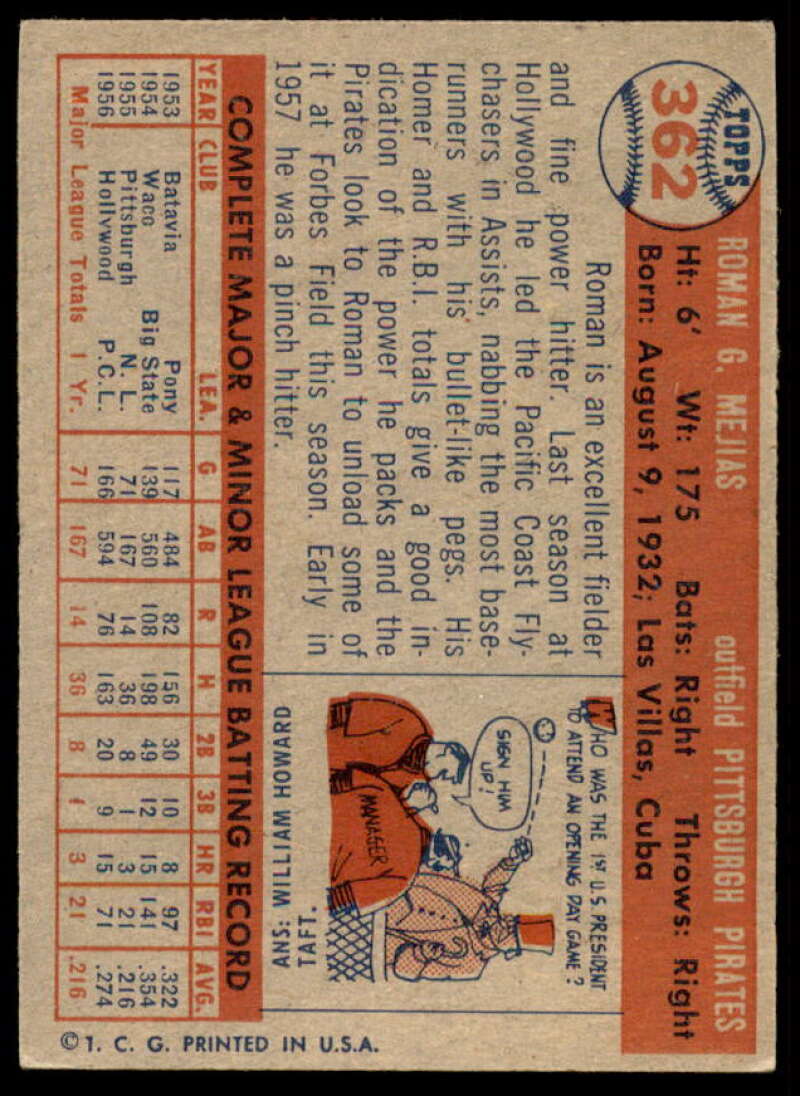 TOPPS
362
ROMAN G. MEJIAS outfield PITTSBURGH PIRATES
Ht: 6' Wt: 175 Bats: Right Throws: Right
Born: August 9, 1932; Las Villas, Cuba
Roman is an excellent fielder
and fine power hitter. Last season at
Hollywood he led the Pacific Coast Fly-
chasers in Assists, nabbing the most base-
runners with his bullet-like pegs. His
Homer and R.B.I. totals give a good in-
dication of the power he packs and the
Pirates look to Roman to unload some of
it at Forbes Field this season. Early in
1957 he was a pinch hitter.
WHO WAS THE 1ST U.S. PRESIDENT
TO ATTEND AN OPENING DAY GAME?
SIGN HIM
UP!
MANAGER
ANS: WILLIAM HOWARD
TAFT.
COMPLETE MAJOR & MINOR LEAGUE BATTING RECORD
YEAR CLUB LEA. G AB R H 2B 3B HR RBI AVG.
1953 Batavia Pony 117 484 82 156 30 10 8 97 .322
1954 Waco Big State 139 560 108 198 49 12 15 141 .354
1955 Pittsburgh N. L. 71 167 14 36 8 1 3 21 .216
1956 Hollywood P.C.L. 166 594 76 163 20 9 15 71 .274
Major League Totals 1 Yr. 71 167 14 36 8 1 3 21 .216
© T. C. G. PRINTED IN U.S.A.